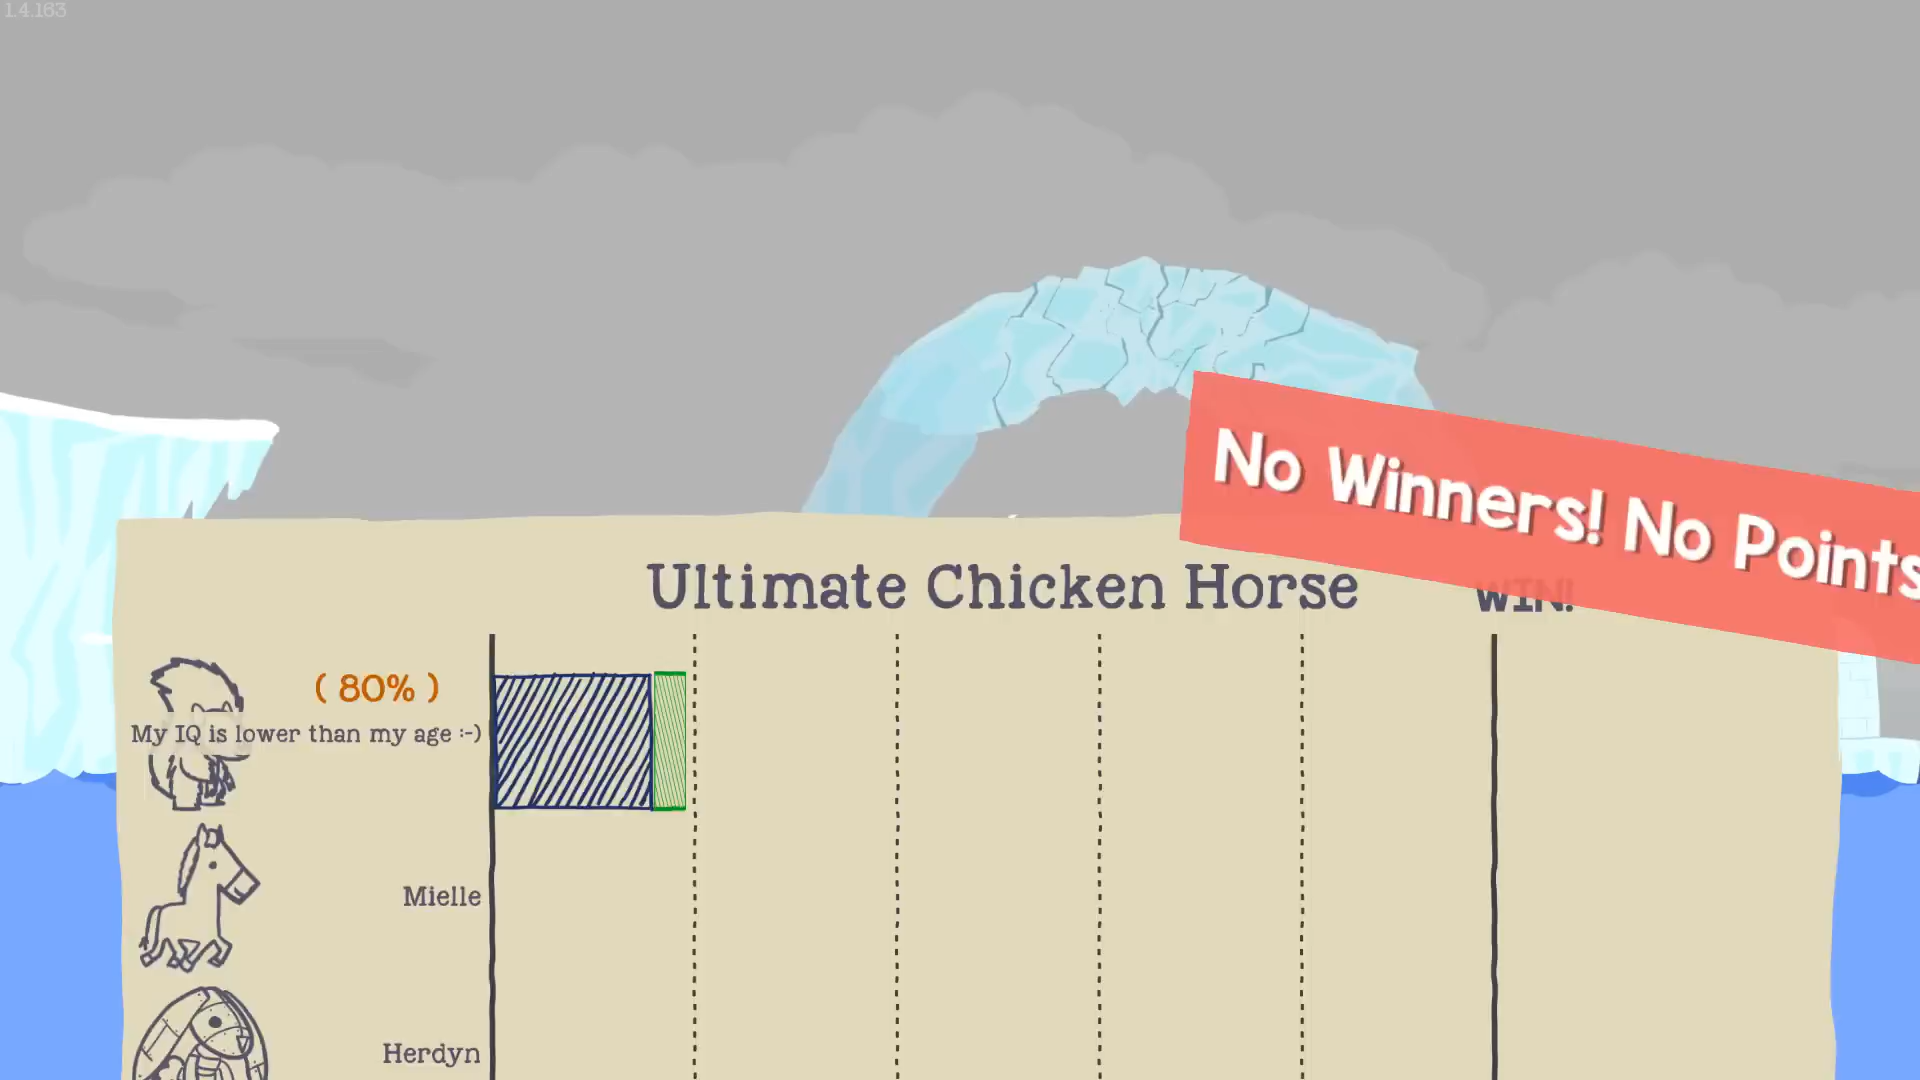 1.4.163
No Winners! No Points
Ultimate Chicken Horse
WIN!
( 80% )
My IQ is lower than my age :-)
Mielle
Herdyn